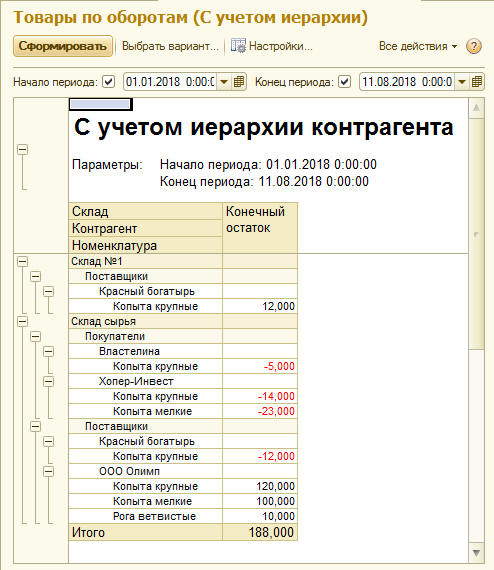 Товары по оборотам (С учетом иерархии)
Сформировать Выбрать вариант... Настройки... Все действия ?
Начало периода: 01.01.2018 0:00:0 Конец периода: 11.08.2018 0:00:0
С учетом иерархии контрагента
Параметры: Начало периода: 01.01.2018 0:00:00
Конец периода: 11.08.2018 0:00:00
Склад Конечный
Контрагент остаток
Номенклатура
Склад №1
Поставщики
Красный богатырь
Копыта крупные 12,000
Склад сырья
Покупатели
Властелина
Копыта крупные -5,000
Хопер-Инвест
Копыта крупные -14,000
Копыта мелкие -23,000
Поставщики
Красный богатырь
Копыта крупные -12,000
ООО Олимп
Копыта крупные 120,000
Копыта мелкие 100,000
Рога ветвистые 10,000
Итого 188,000